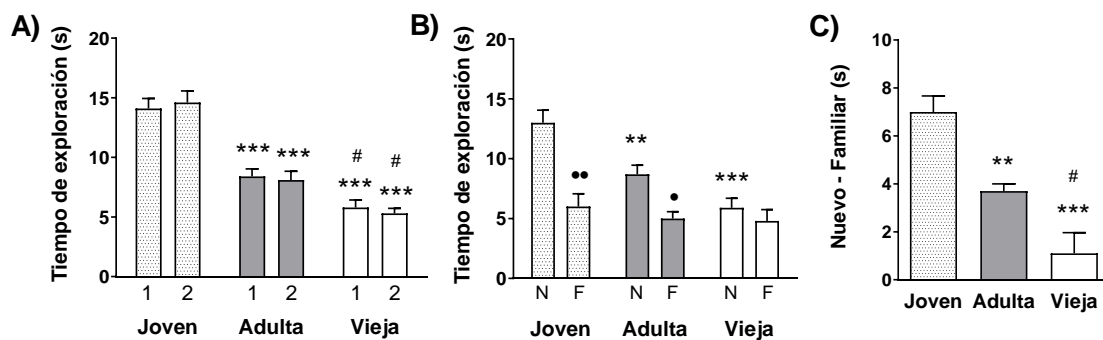 A)
Tiempo de exploración (s)
20
15
10
5
0
***
***
#
***
#
***
1 2 1 2 1 2
Joven Adulta Vieja
B)
Tiempo de exploración (s)
20
15
10
5
0
••
**
•
***
N F N F N F
Joven Adulta Vieja
C)
Nuevo - Familiar (s)
10
8
6
4
2
0
**
#
***
Joven Adulta Vieja